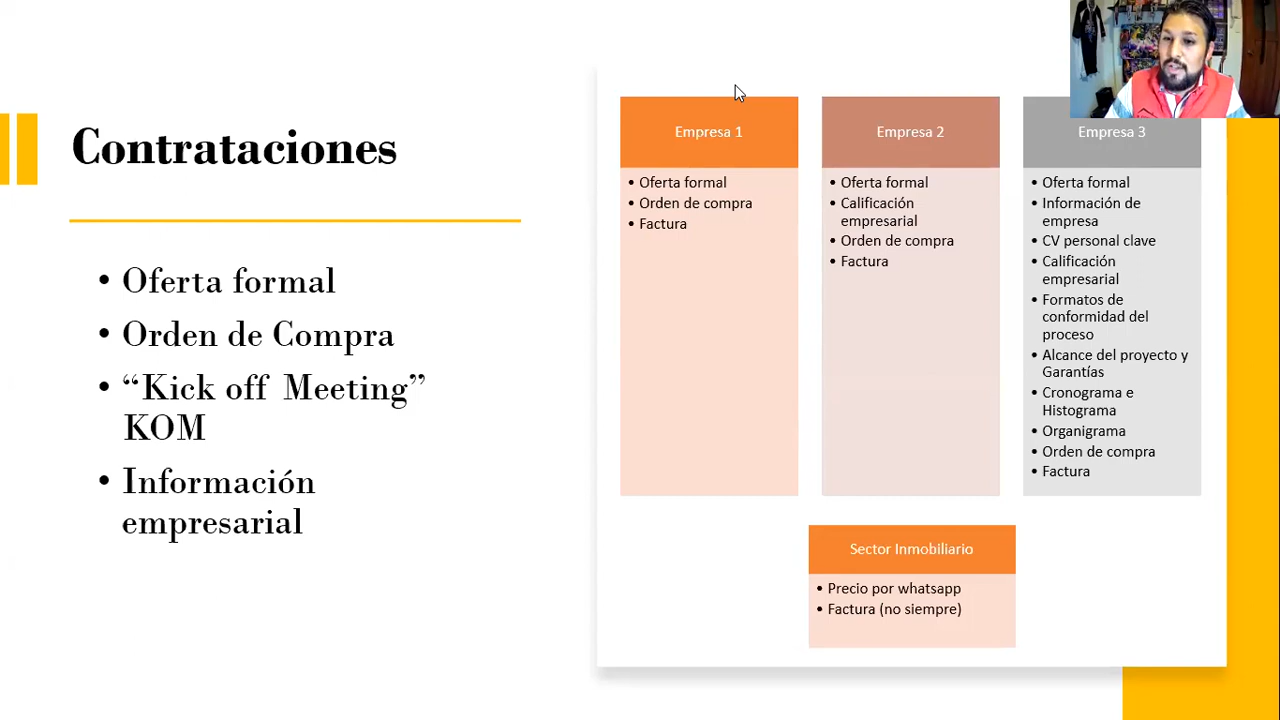 Contrataciones
• Oferta formal
• Orden de Compra
• “Kick off Meeting”
KOM
• Información
empresarial
Empresa 1
• Oferta formal
• Orden de compra
• Factura
Empresa 2
• Oferta formal
• Calificación
empresarial
• Orden de compra
• Factura
Empresa 3
• Oferta formal
• Información de
empresa
• CV personal clave
• Calificación
empresarial
• Formatos de
conformidad del
proceso
• Alcance del proyecto y
Garantías
• Cronograma e
Histograma
• Organigrama
• Orden de compra
• Factura
Sector Inmobiliario
• Precio por whatsapp
• Factura (no siempre)